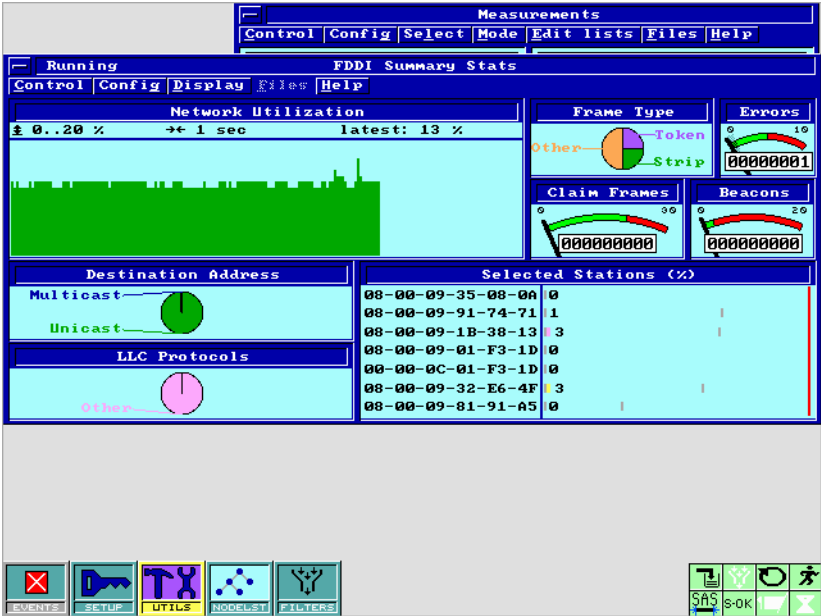 Measurements
Control Config Select Mode Edit lists Files Help
Running FDDI Summary Stats
Control Config Display Files Help
Network Utilization
0..20 % 1 sec latest: 13 %
Frame Type
Other
Token
Strip
Errors
0 10
00000001
Claim Frames
0 30
000000000
Beacons
0 20
000000000
Destination Address
Multicast
Unicast
LLC Protocols
Other
Selected Stations (%)
08-00-09-35-08-0A 0
08-00-09-91-74-71 1
08-00-09-1B-38-13 3
08-00-09-01-F3-1D 0
00-00-0C-01-F3-1D 0
08-00-09-32-E6-4F 3
08-00-09-81-91-A5 0
EVENTS SETUP UTILS NODELST FILTERS
SAS S-OK